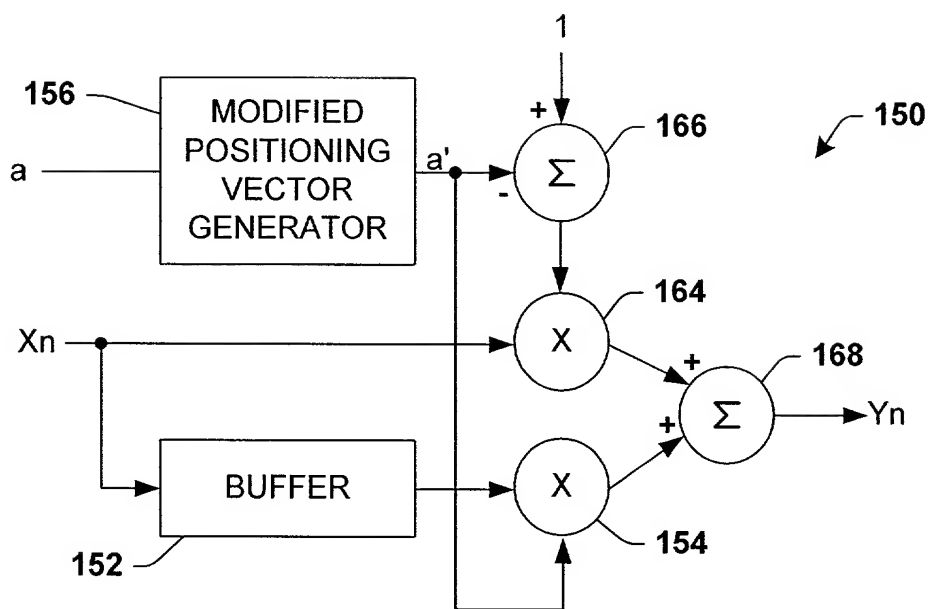 1
156
MODIFIED
POSITIONING
VECTOR
GENERATOR
a
a'
+
-
Σ
166
150
Xn
X
164
+
168
Σ
Yn
+
BUFFER
152
X
154